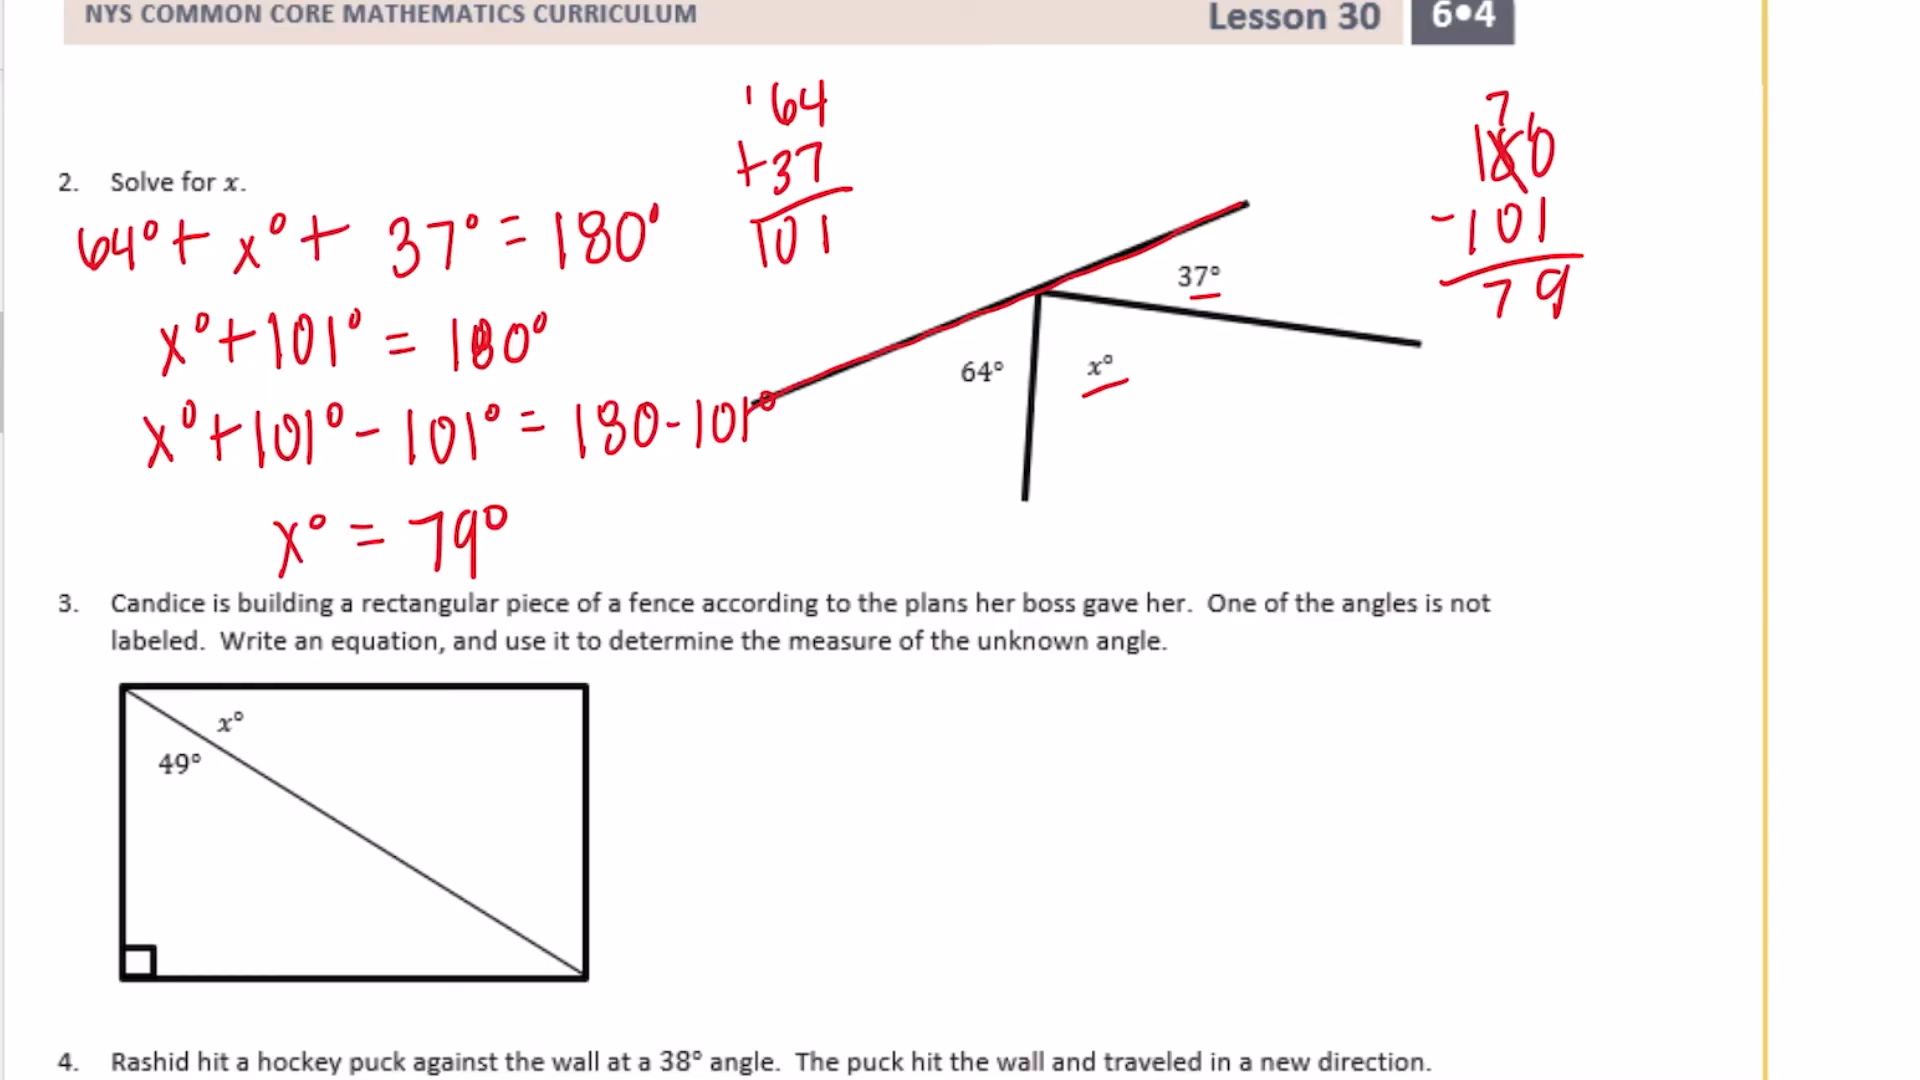 NYS COMMON CORE MATHEMATICS CURRICULUM
Lesson 30
6•4
2. Solve for x.
64° + x° + 37° = 180°
x° + 101° = 180°
x° + 101° - 101° = 180 - 101°
x° = 79°
1
64
+37
101
37°
64°
x°
7 1
180
-101
79
3. Candice is building a rectangular piece of a fence according to the plans her boss gave her. One of the angles is not
labeled. Write an equation, and use it to determine the measure of the unknown angle.
x°
49°
4. Rashid hit a hockey puck against the wall at a 38° angle. The puck hit the wall and traveled in a new direction.